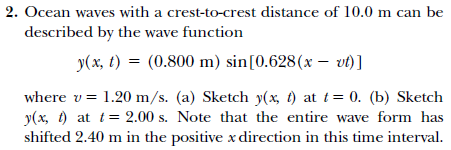 2. Ocean waves with a crest-to-crest distance of 10.0 m can be
described by the wave function
y(x, t) = (0.800 m) sin[0.628(x − vt)]
where v = 1.20 m/s. (a) Sketch y(x, t) at t = 0. (b) Sketch
y(x, t) at t = 2.00 s. Note that the entire wave form has
shifted 2.40 m in the positive x direction in this time interval.